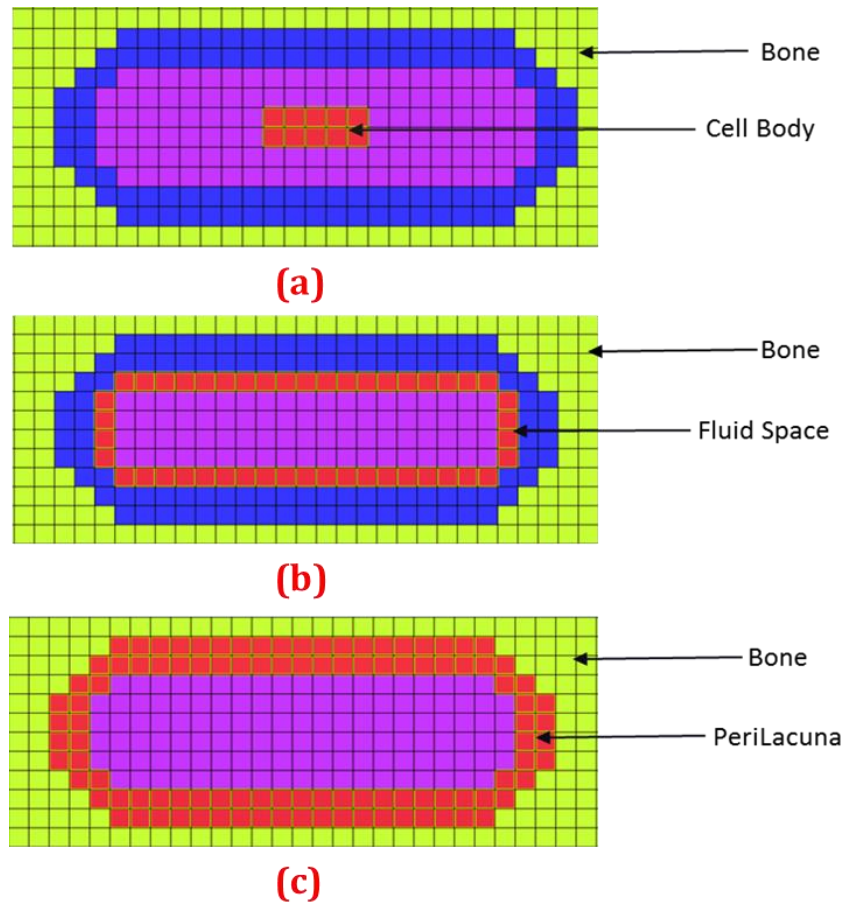 Bone
Cell Body
(a)
Bone
Fluid Space
(b)
Bone
PeriLacuna
(c)